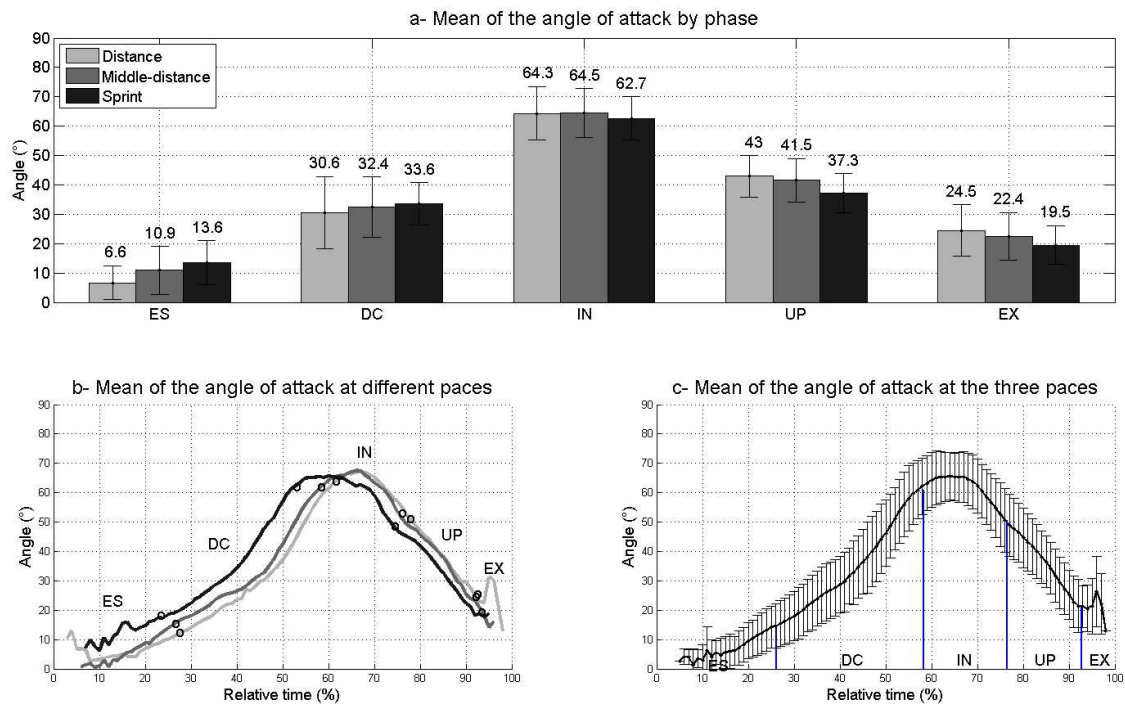 a- Mean of the angle of attack by phase
Angle (°)
90
80
70
60
50
40
30
20
10
0
Distance
Middle-distance
Sprint
6.6 10.9 13.6
30.6 32.4 33.6
64.3 64.5 62.7
43 41.5 37.3
24.5 22.4 19.5
ES DC IN UP EX
b- Mean of the angle of attack at different paces
Angle (°)
90
80
70
60
50
40
30
20
10
0
ES
DC
IN
UP
EX
0 10 20 30 40 50 60 70 80 90 100
Relative time (%)
c- Mean of the angle of attack at the three paces
Angle (°)
90
80
70
60
50
40
30
20
10
0
ES DC IN UP EX
0 10 20 30 40 50 60 70 80 90 100
Relative time (%)